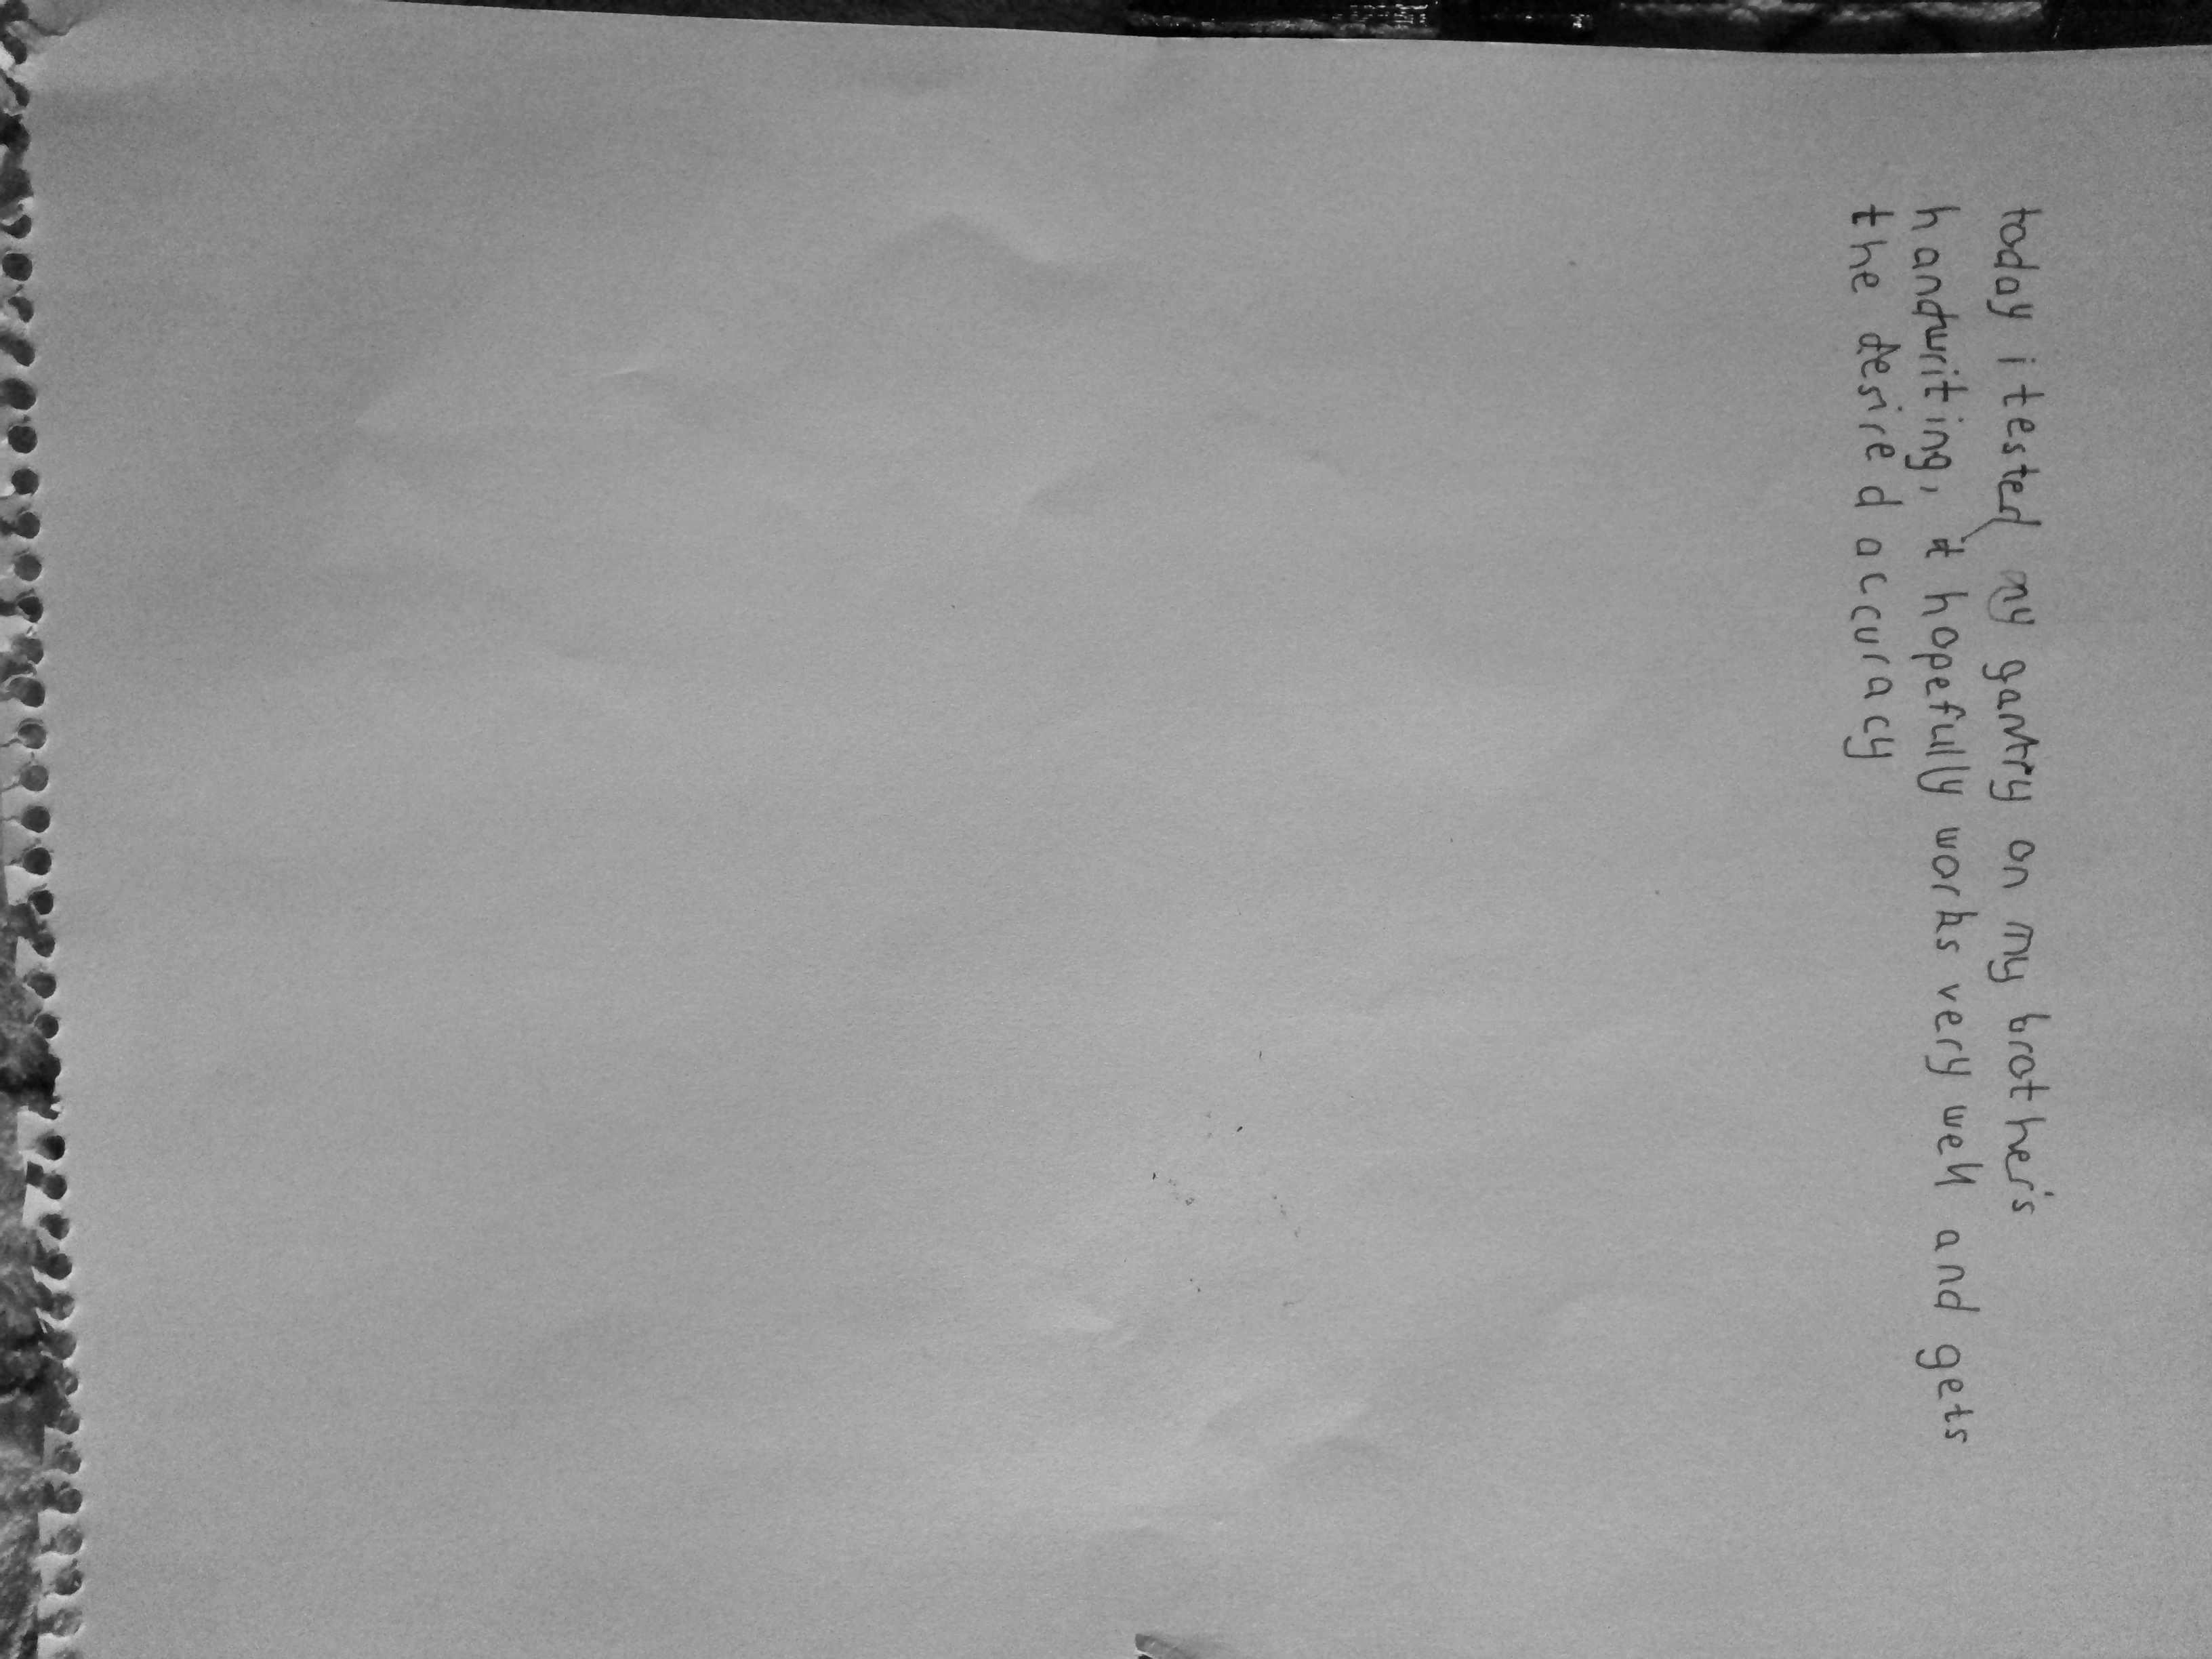 today i tested my gantry on my brother's
handwriting, it hopefully works very well and gets
the desired accuracy